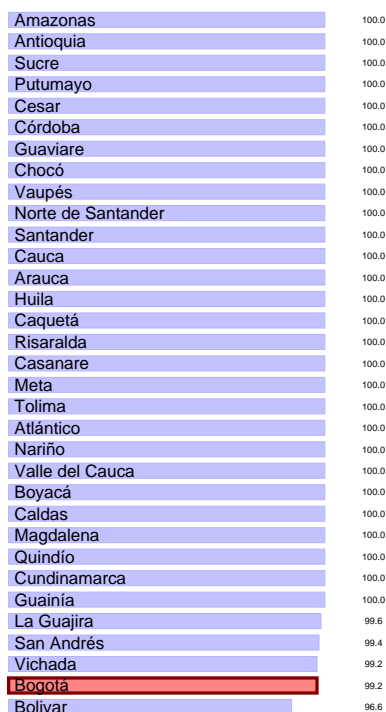 Amazonas 100.0
Antioquia 100.0
Sucre 100.0
Putumayo 100.0
Cesar 100.0
Córdoba 100.0
Guaviare 100.0
Chocó 100.0
Vaupés 100.0
Norte de Santander 100.0
Santander 100.0
Cauca 100.0
Arauca 100.0
Huila 100.0
Caquetá 100.0
Risaralda 100.0
Casanare 100.0
Meta 100.0
Tolima 100.0
Atlántico 100.0
Nariño 100.0
Valle del Cauca 100.0
Boyacá 100.0
Caldas 100.0
Magdalena 100.0
Quindío 100.0
Cundinamarca 100.0
Guainía 100.0
La Guajira 99.6
San Andrés 99.4
Vichada 99.2
Bogotá 99.2
Bolivar 96.6